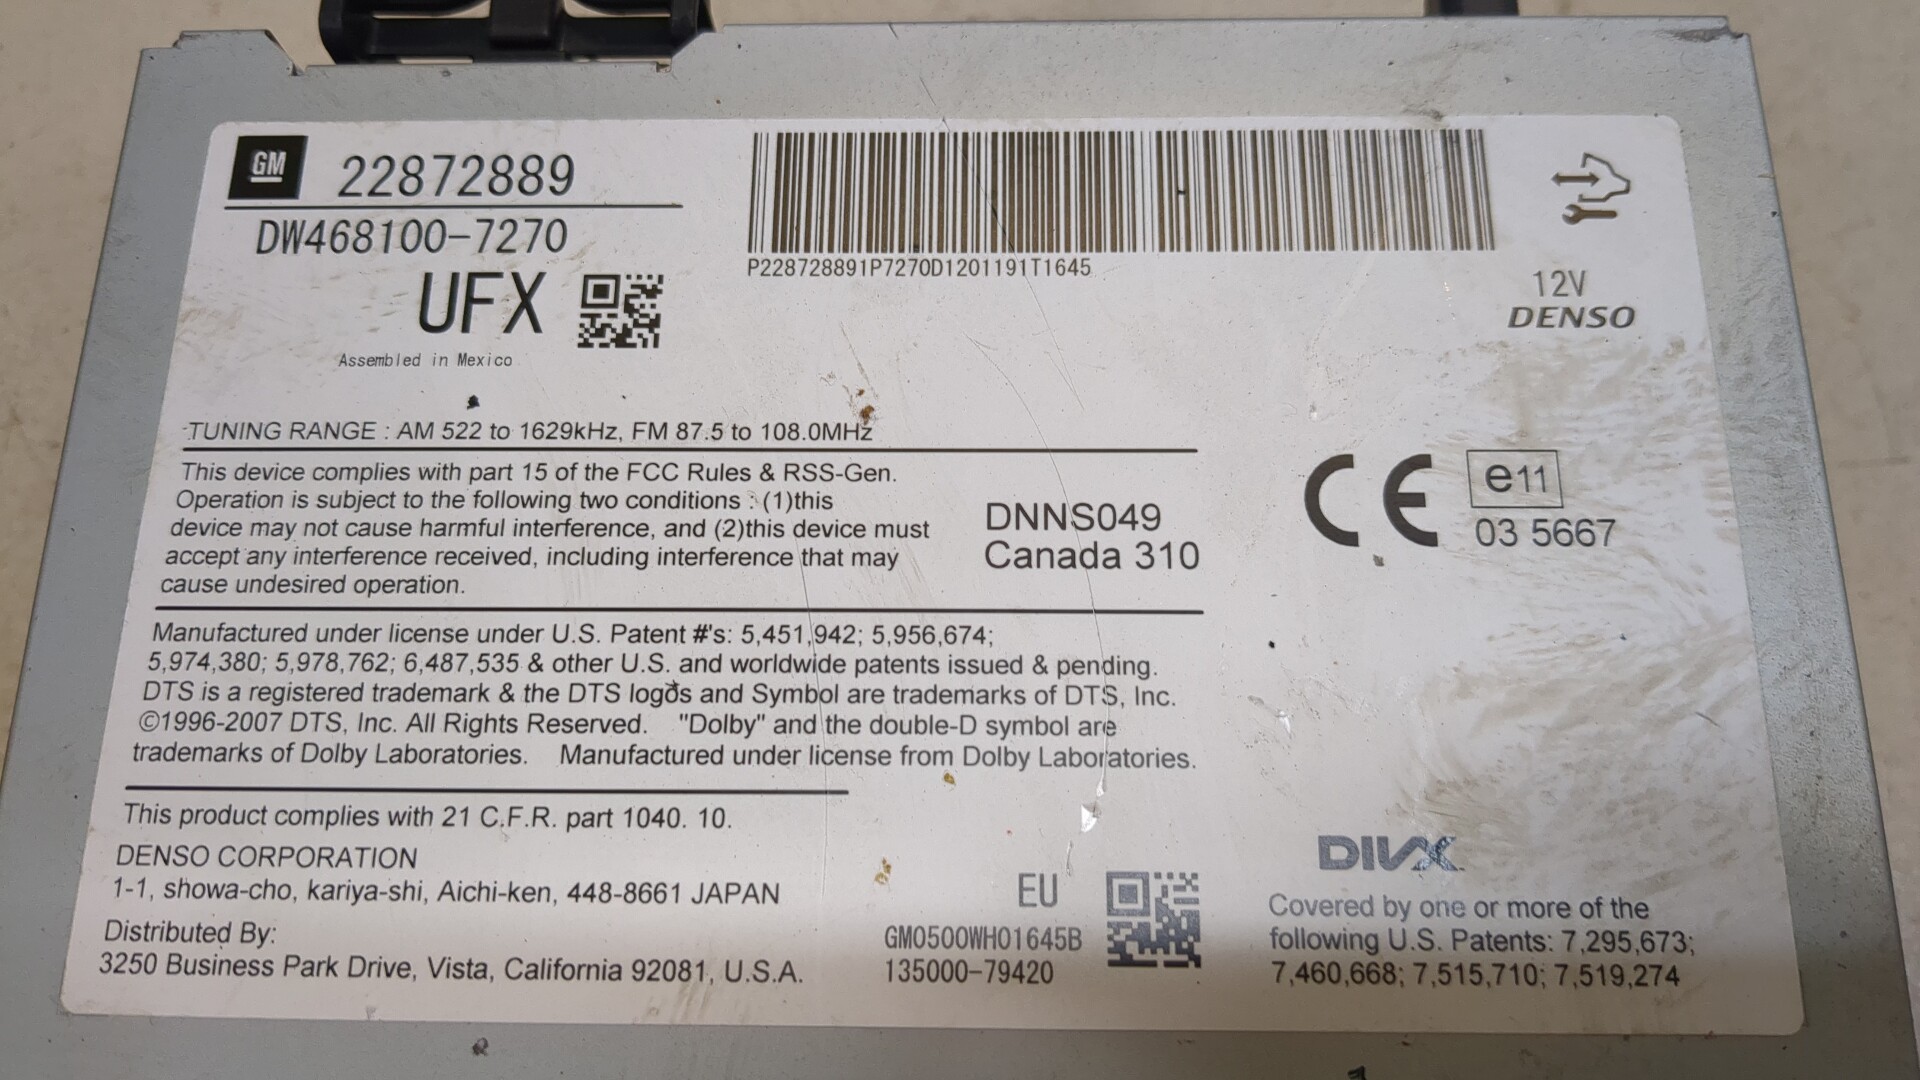 GM
22872889
DW468100-7270
UFX
Assembled in Mexico
P228728891P7270D1201191T1645
12V
DENSO
TUNING RANGE : AM 522 to 1629kHz, FM 87.5 to 108.0MHz
This device complies with part 15 of the FCC Rules & RSS-Gen.
Operation is subject to the following two conditions : (1)this
device may not cause harmful interference, and (2)this device must
accept any interference received, including interference that may
cause undesired operation.
DNNS049
Canada 310
CE
e11
03 5667
Manufactured under license under U.S. Patent #'s: 5,451,942; 5,956,674;
5,974,380; 5,978,762; 6,487,535 & other U.S. and worldwide patents issued & pending.
DTS is a registered trademark & the DTS logos and Symbol are trademarks of DTS, Inc.
©1996-2007 DTS, Inc. All Rights Reserved. "Dolby" and the double-D symbol are
trademarks of Dolby Laboratories. Manufactured under license from Dolby Laboratories.
This product complies with 21 C.F.R. part 1040. 10.
DENSO CORPORATION
1-1, showa-cho, kariya-shi, Aichi-ken, 448-8661 JAPAN
Distributed By:
3250 Business Park Drive, Vista, California 92081, U.S.A.
EU
GM0500WH01645B
135000-79420
DIVX
Covered by one or more of the
following U.S. Patents: 7,295,673;
7,460,668; 7,515,710; 7,519,274